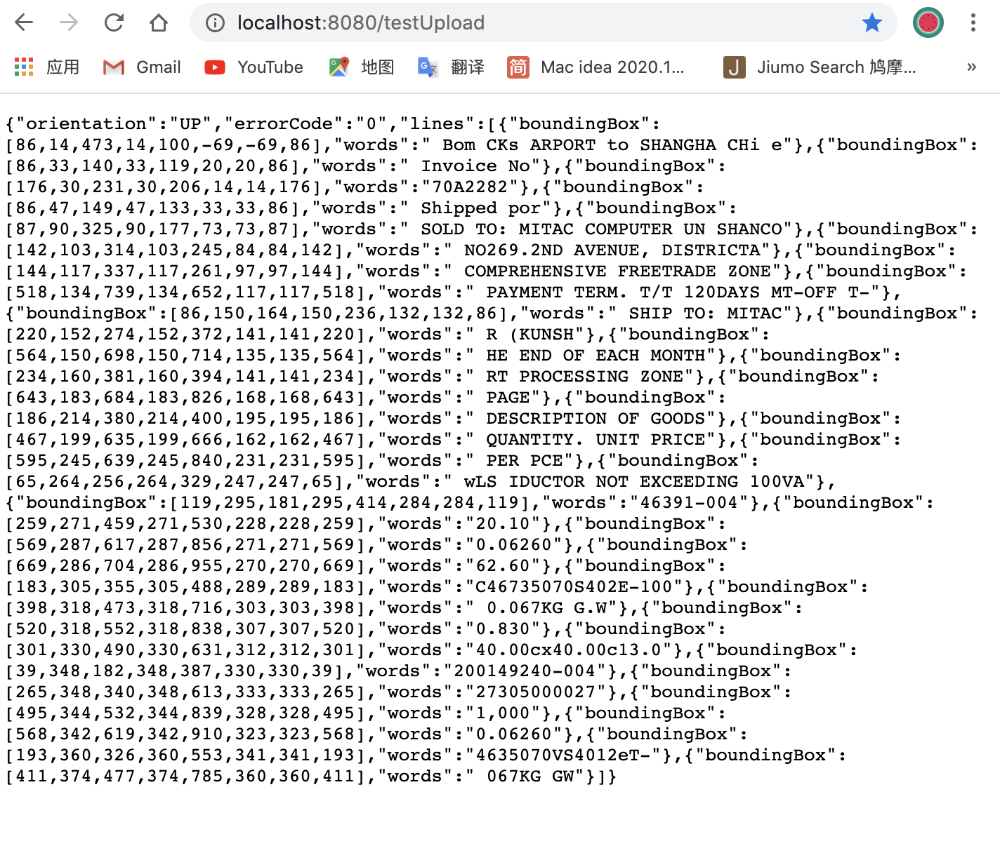 localhost:8080/testUpload
应用 Gmail YouTube 地图 翻译 简 Mac idea 2020.1... J Jiumo Search 鸠摩... »
{"orientation":"UP","errorCode":"0","lines":[{"boundingBox":
[86,14,473,14,100,-69,-69,86],"words":" Bom CKs ARPORT to SHANGHA CHi e"},{"boundingBox":
[86,33,140,33,119,20,20,86],"words":" Invoice No"},{"boundingBox":
[176,30,231,30,206,14,14,176],"words":"70A2282"},{"boundingBox":
[86,47,149,47,133,33,33,86],"words":" Shipped por"},{"boundingBox":
[87,90,325,90,177,73,73,87],"words":" SOLD TO: MITAC COMPUTER UN SHANCO"},{"boundingBox":
[142,103,314,103,245,84,84,142],"words":" NO269.2ND AVENUE, DISTRICTA"},{"boundingBox":
[144,117,337,117,261,97,97,144],"words":" COMPREHENSIVE FREETRADE ZONE"},{"boundingBox":
[518,134,739,134,652,117,117,518],"words":" PAYMENT TERM. T/T 120DAYS MT-OFF T-"},
{"boundingBox":[86,150,164,150,236,132,132,86],"words":" SHIP TO: MITAC"},{"boundingBox":
[220,152,274,152,372,141,141,220],"words":" R (KUNSH"},{"boundingBox":
[564,150,698,150,714,135,135,564],"words":" HE END OF EACH MONTH"},{"boundingBox":
[234,160,381,160,394,141,141,234],"words":" RT PROCESSING ZONE"},{"boundingBox":
[643,183,684,183,826,168,168,643],"words":" PAGE"},{"boundingBox":
[186,214,380,214,400,195,195,186],"words":" DESCRIPTION OF GOODS"},{"boundingBox":
[467,199,635,199,666,162,162,467],"words":" QUANTITY. UNIT PRICE"},{"boundingBox":
[595,245,639,245,840,231,231,595],"words":" PER PCE"},{"boundingBox":
[65,264,256,264,329,247,247,65],"words":" wLS IDUCTOR NOT EXCEEDING 100VA"},
{"boundingBox":[119,295,181,295,414,284,284,119],"words":"46391-004"},{"boundingBox":
[259,271,459,271,530,228,228,259],"words":"20.10"},{"boundingBox":
[569,287,617,287,856,271,271,569],"words":"0.06260"},{"boundingBox":
[669,286,704,286,955,270,270,669],"words":"62.60"},{"boundingBox":
[183,305,355,305,488,289,289,183],"words":"C46735070S402E-100"},{"boundingBox":
[398,318,473,318,716,303,303,398],"words":" 0.067KG G.W"},{"boundingBox":
[520,318,552,318,838,307,307,520],"words":"0.830"},{"boundingBox":
[301,330,490,330,631,312,312,301],"words":"40.00cx40.00c13.0"},{"boundingBox":
[39,348,182,348,387,330,330,39],"words":"200149240-004"},{"boundingBox":
[265,348,340,348,613,333,333,265],"words":"27305000027"},{"boundingBox":
[495,344,532,344,839,328,328,495],"words":"1,000"},{"boundingBox":
[568,342,619,342,910,323,323,568],"words":"0.06260"},{"boundingBox":
[193,360,326,360,553,341,341,193],"words":"4635070VS4012eT-"},{"boundingBox":
[411,374,477,374,785,360,360,411],"words":" 067KG GW"}]}